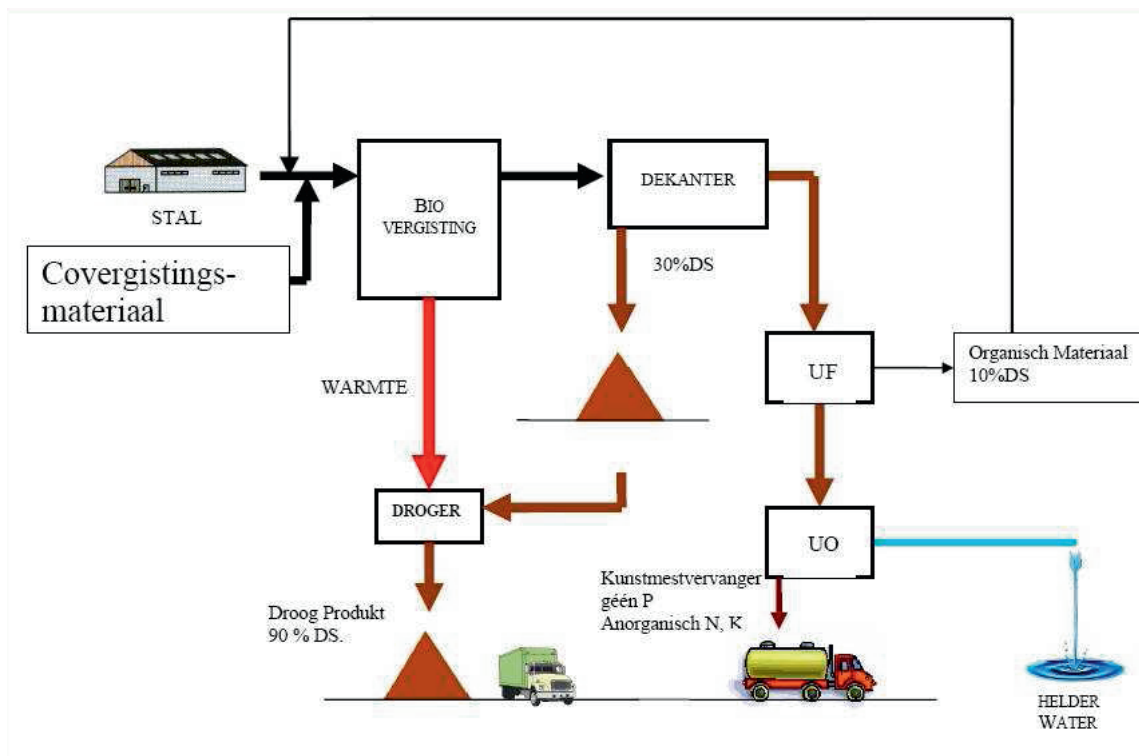 STAL
Covergistings-
materiaal
BIO
VERGISTING
DEKANTER
30%DS
WARMTE
UF
Organisch Materiaal
10%DS
DROGER
UO
Kunstmestvervanger
géén P
Anorganisch N, K
Droog Produkt
90 % DS.
HELDER
WATER